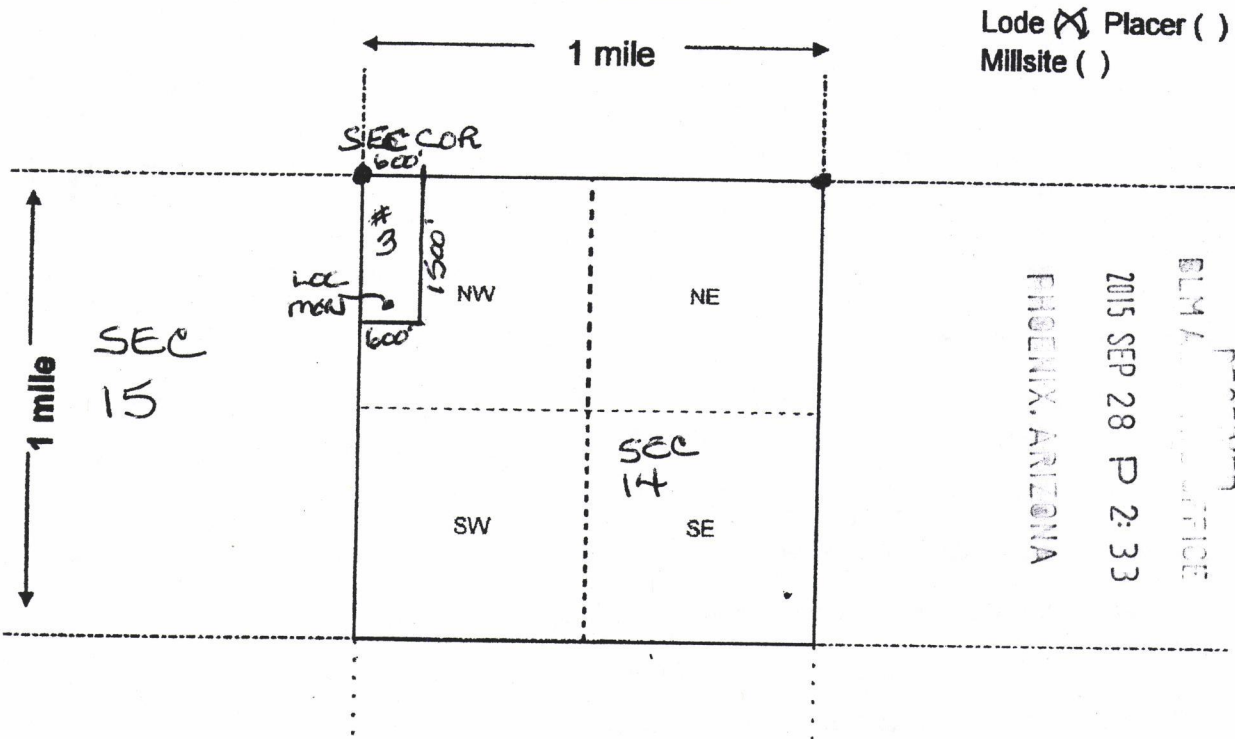 Lode (X) Placer ( )
Millsite ( )
1 mile
SEC COR
600'
#
3
1500'
LOC
MON
600'
NW
NE
SEC
15
1 mile
SEC
14
SW
SE
BLM
OFFICE
2015 SEP 28 P 2:33
PHOENIX, ARIZONA